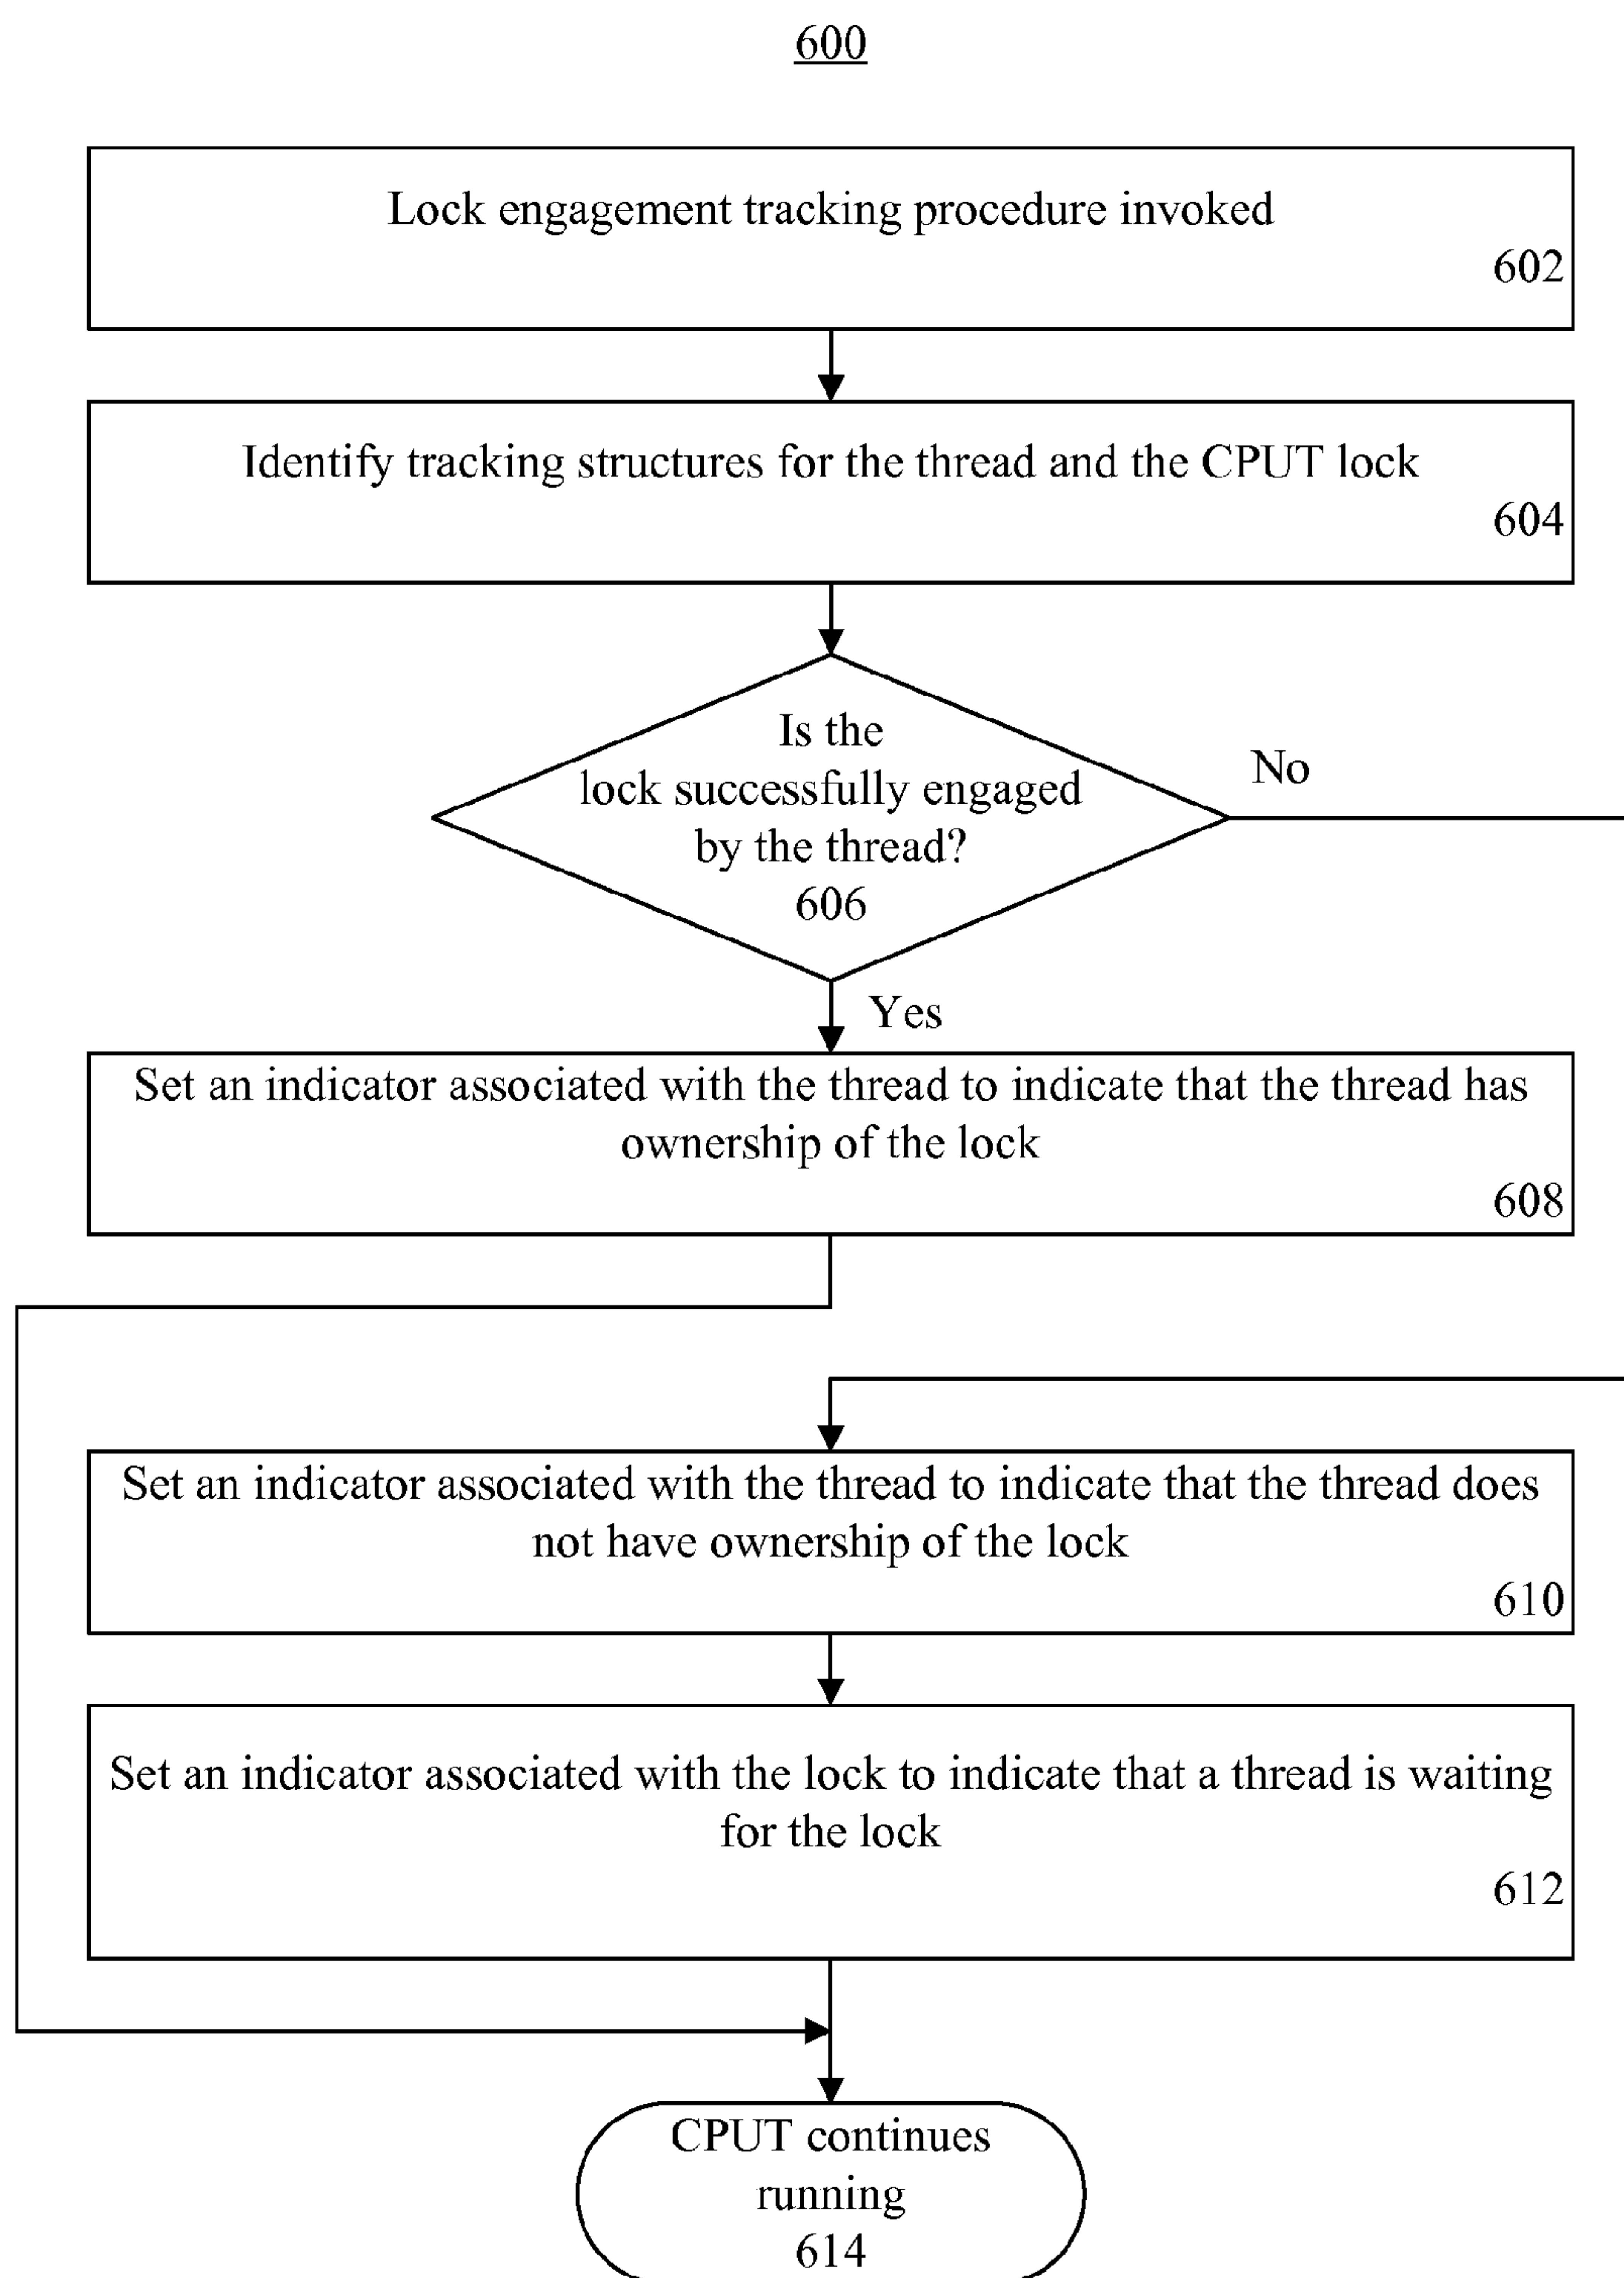 600
Lock engagement tracking procedure invoked
602
Identify tracking structures for the thread and the CPUT lock
604
Is the
lock successfully engaged
by the thread?
606
No
Yes
Set an indicator associated with the thread to indicate that the thread has
ownership of the lock
608
Set an indicator associated with the thread to indicate that the thread does
not have ownership of the lock
610
Set an indicator associated with the lock to indicate that a thread is waiting
for the lock
612
CPUT continues
running
614